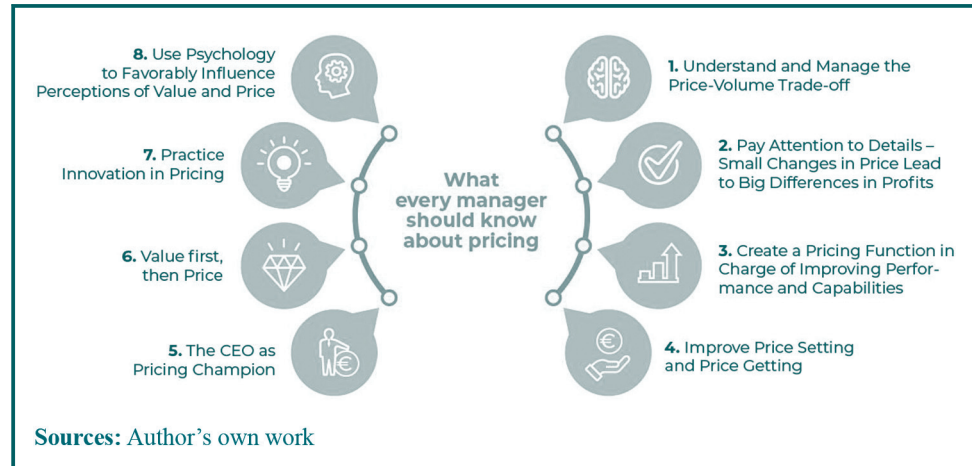 What
every manager
should know
about pricing
1. Understand and Manage the
Price-Volume Trade-off
2. Pay Attention to Details –
Small Changes in Price Lead
to Big Differences in Profits
3. Create a Pricing Function in
Charge of Improving Perfor-
mance and Capabilities
€
4. Improve Price Setting
and Price Getting
€
5. The CEO as
Pricing Champion
6. Value first,
then Price
7. Practice
Innovation in Pricing
8. Use Psychology
to Favorably Influence
Perceptions of Value and Price
Sources: Author’s own work